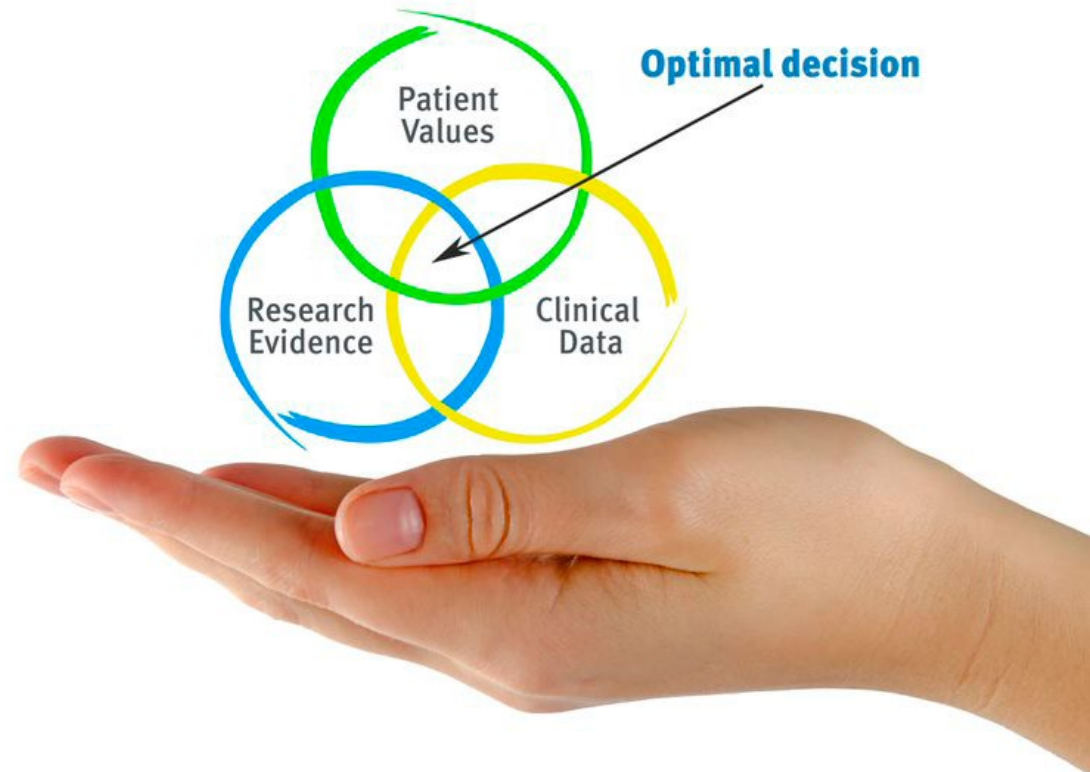 Optimal decision
Patient
Values
Research
Evidence
Clinical
Data